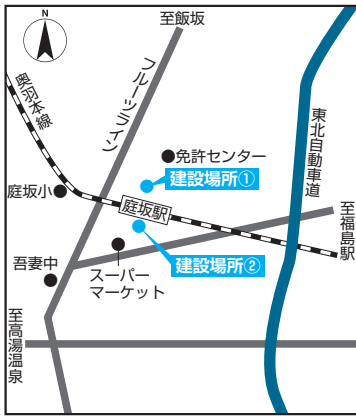 N
至飯坂
奥羽本線
フルーツライン
東北自動車道
免許センター
建設場所①
庭坂小
庭坂駅
至福島駅
吾妻中
建設場所②
スーパー
マーケット
至高湯温泉